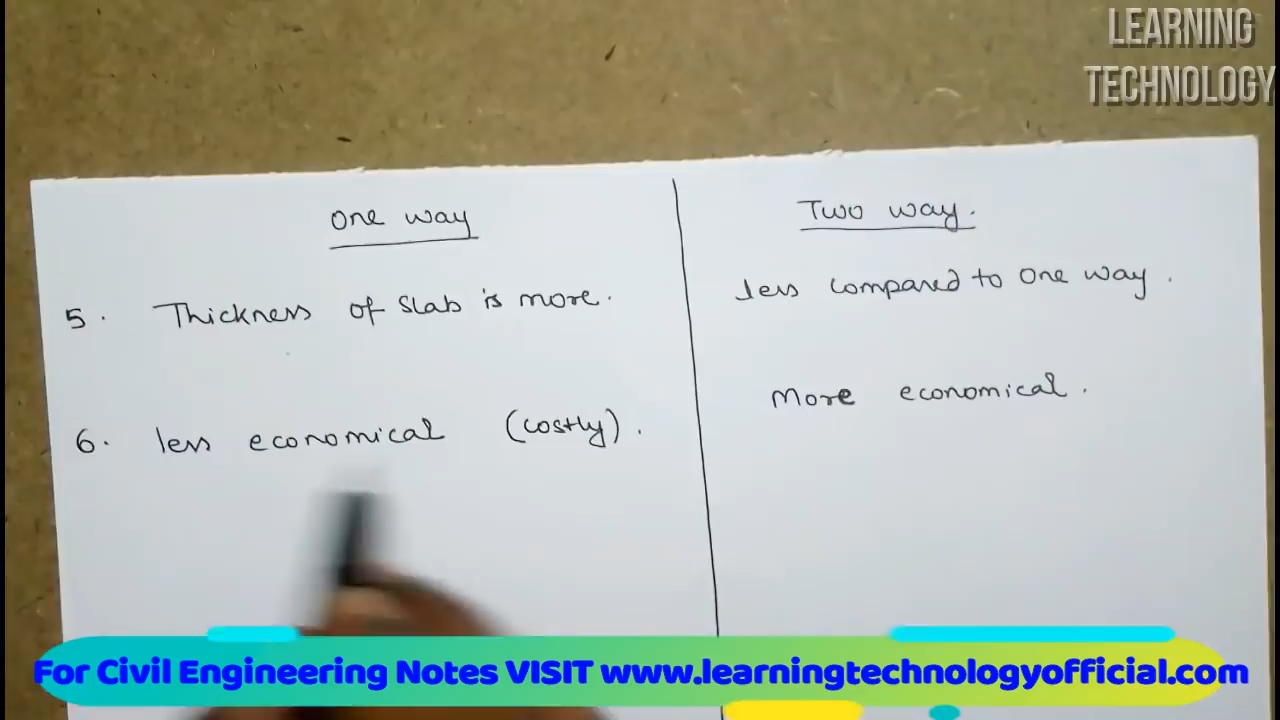 LEARNING
TECHNOLOGY
One way
Two way.
5. Thickness of Slab is more.
less compared to One way.
6. less economical (costly).
More economical.
For Civil Engineering Notes VISIT www.learningtechnologyofficial.com